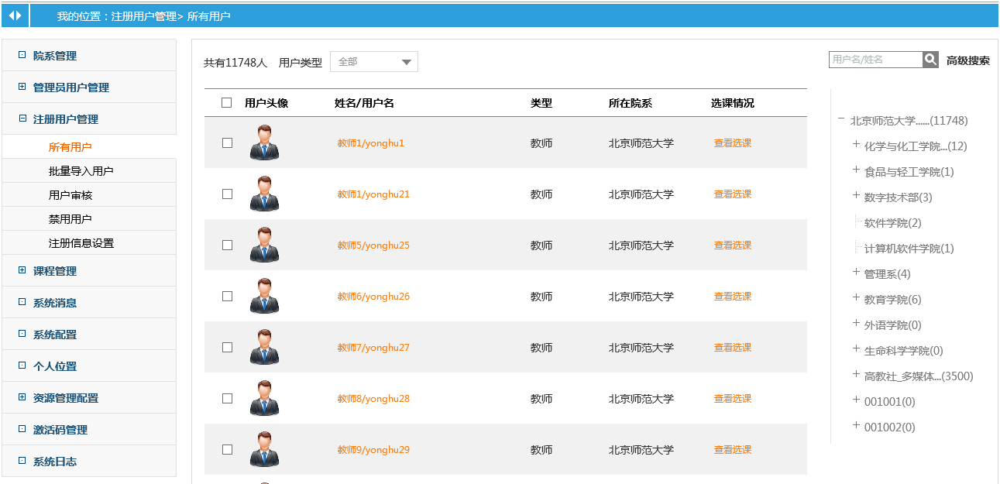 我的位置：注册用户管理> 所有用户
院系管理
管理员用户管理
注册用户管理
所有用户
批量导入用户
用户审核
禁用用户
注册信息设置
课程管理
系统消息
系统配置
个人位置
资源管理配置
激活码管理
系统日志
共有11748人 用户类型 全部
用户名/姓名 高级搜索
用户头像 姓名/用户名 类型 所在院系 选课情况
教师1/yonghu1 教师 北京师范大学 查看选课
教师1/yonghu21 教师 北京师范大学 查看选课
教师5/yonghu25 教师 北京师范大学 查看选课
教师6/yonghu26 教师 北京师范大学 查看选课
教师7/yonghu27 教师 北京师范大学 查看选课
教师8/yonghu28 教师 北京师范大学 查看选课
教师9/yonghu29 教师 北京师范大学 查看选课
北京师范大学......(11748)
化学与化工学院...(12)
食品与轻工学院(1)
数字技术部(3)
软件学院(2)
计算机软件学院(1)
管理系(4)
教育学院(6)
外语学院(0)
生命科学学院(0)
高教社_多媒体...(3500)
001001(0)
001002(0)